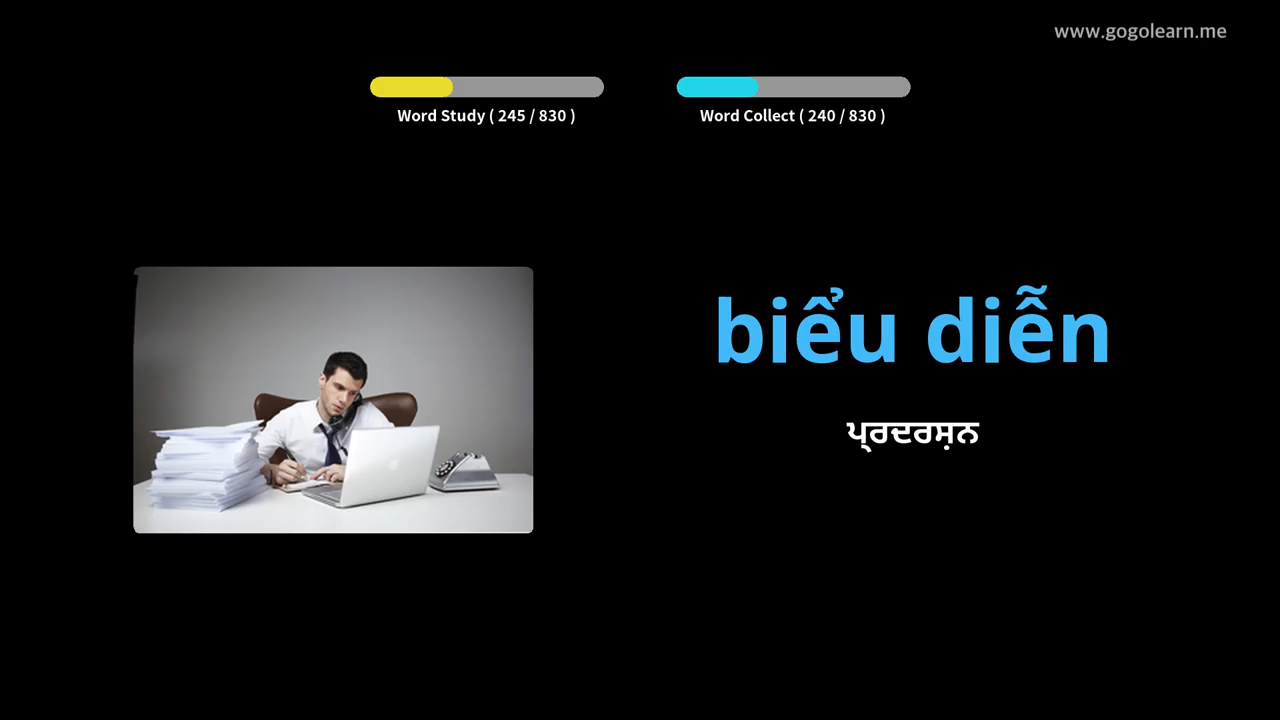 www.gogolearn.me
Word Study ( 245 / 830 )
Word Collect ( 240 / 830 )
biểu diễn
ਪ੍ਰਦਰਸ਼ਨ